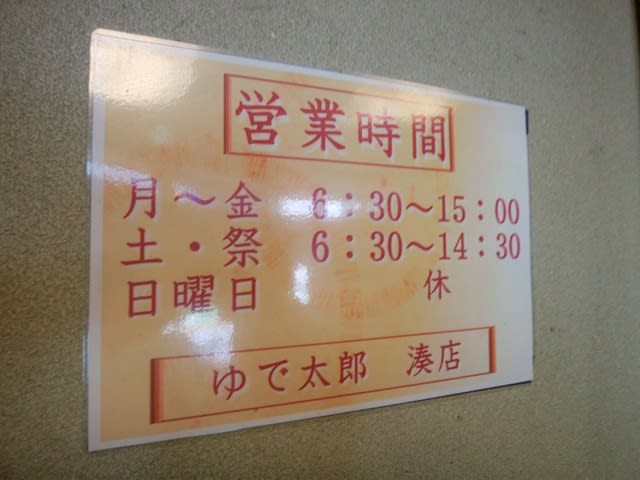 営業時間
月～金 6：30～15：00
土・祭 6：30～14：30
日曜日 休
ゆで太郎 湊店